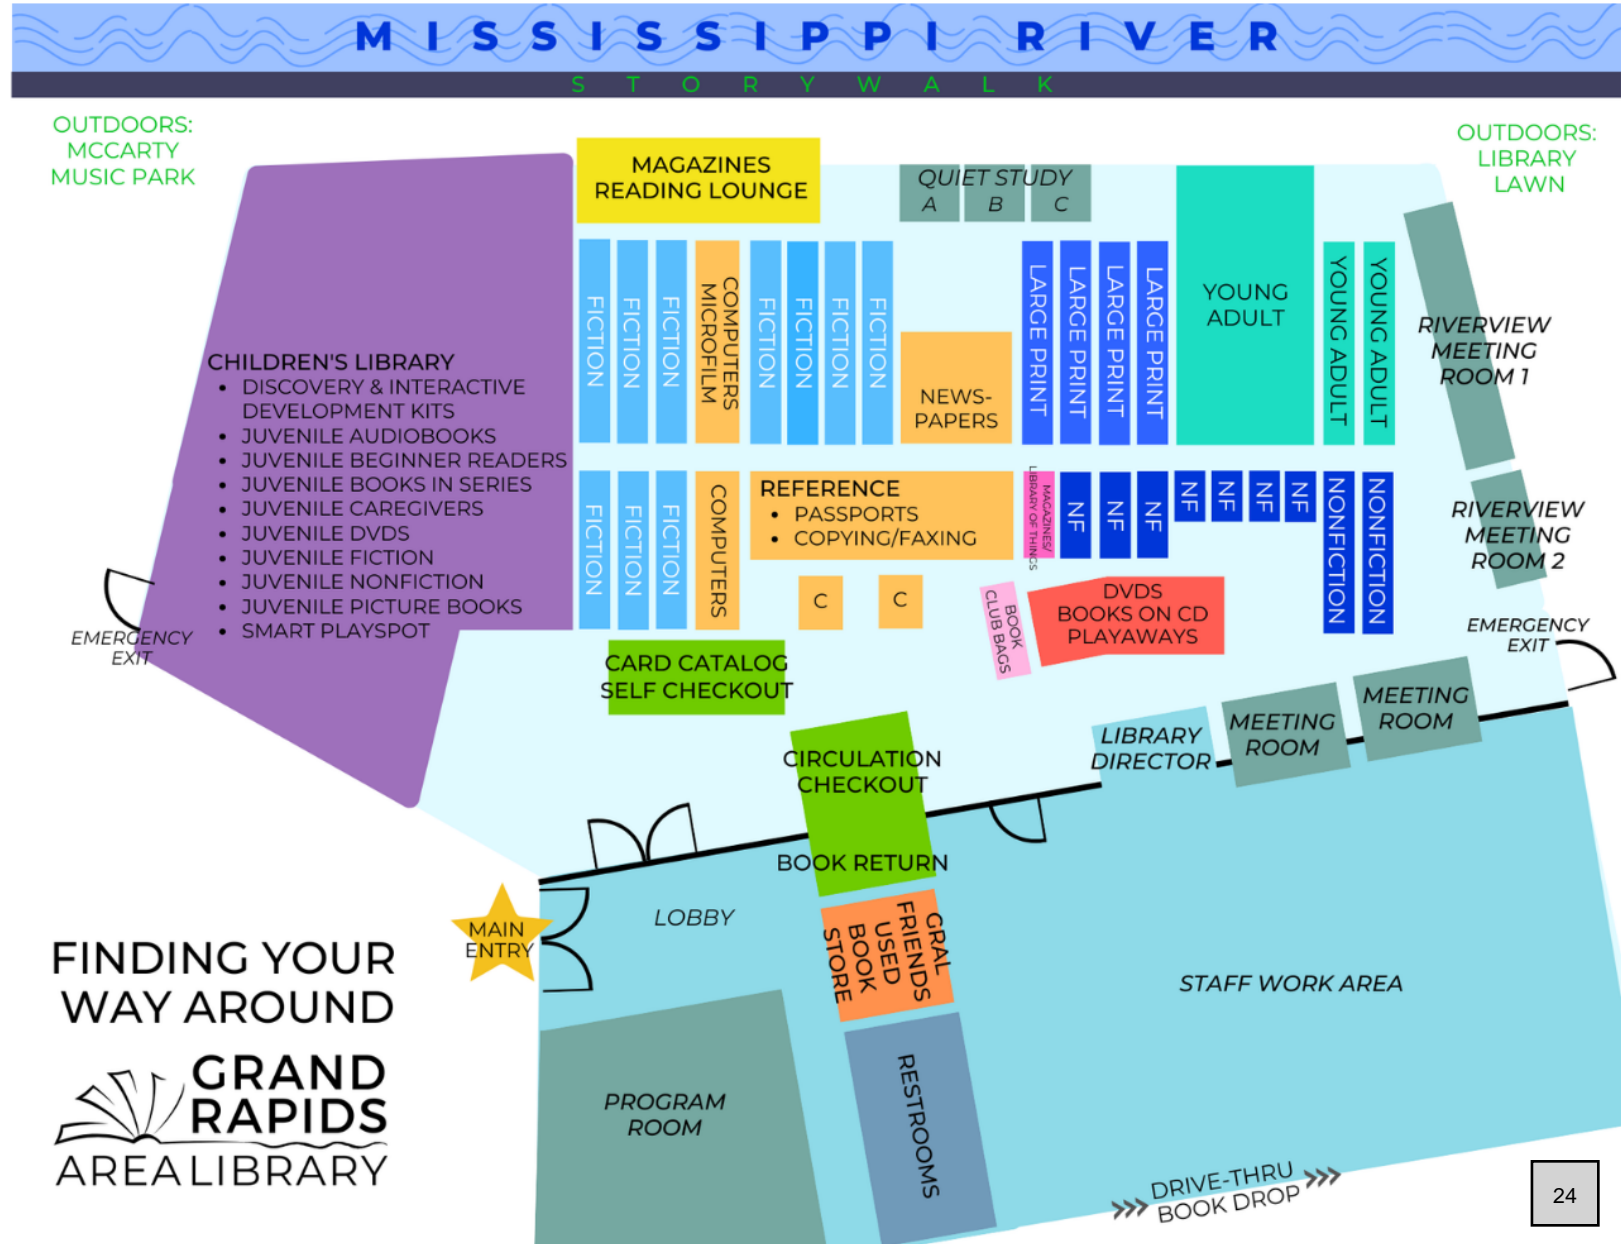 MISSISSIPPI RIVER
STORYWALK
OUTDOORS:
MCCARTY
MUSIC PARK
OUTDOORS:
LIBRARY
LAWN
MAGAZINES
READING LOUNGE
QUIET STUDY
A
B
C
FICTION
FICTION
FICTION
COMPUTERS
MICROFILM
FICTION
FICTION
FICTION
FICTION
NEWS-
PAPERS
LARGE PRINT
LARGE PRINT
LARGE PRINT
LARGE PRINT
YOUNG
ADULT
YOUNG ADULT
YOUNG ADULT
RIVERVIEW
MEETING
ROOM 1
CHILDREN'S LIBRARY
• DISCOVERY & INTERACTIVE
DEVELOPMENT KITS
• JUVENILE AUDIOBOOKS
• JUVENILE BEGINNER READERS
• JUVENILE BOOKS IN SERIES
• JUVENILE CAREGIVERS
• JUVENILE DVDS
• JUVENILE FICTION
• JUVENILE NONFICTION
• JUVENILE PICTURE BOOKS
• SMART PLAYSPOT
FICTION
FICTION
FICTION
COMPUTERS
REFERENCE
• PASSPORTS
• COPYING/FAXING
C
C
MAGAZINES/
LIBRARY OF THINGS
NF
NF
NF
NF
NF
NF
NF
NONFICTION
NONFICTION
RIVERVIEW
MEETING
ROOM 2
EMERGENCY
EXIT
BOOK
CLUB BAGS
DVDS
BOOKS ON CD
PLAYAWAYS
EMERGENCY
EXIT
CARD CATALOG
SELF CHECKOUT
CIRCULATION
CHECKOUT
BOOK RETURN
LIBRARY
DIRECTOR
MEETING
ROOM
MEETING
ROOM
MAIN
ENTRY
LOBBY
GRAL
FRIENDS
USED
BOOK
STORE
STAFF WORK AREA
PROGRAM
ROOM
RESTROOMS
FINDING YOUR
WAY AROUND
GRAND
RAPIDS
AREA LIBRARY
DRIVE-THRU
BOOK DROP
24